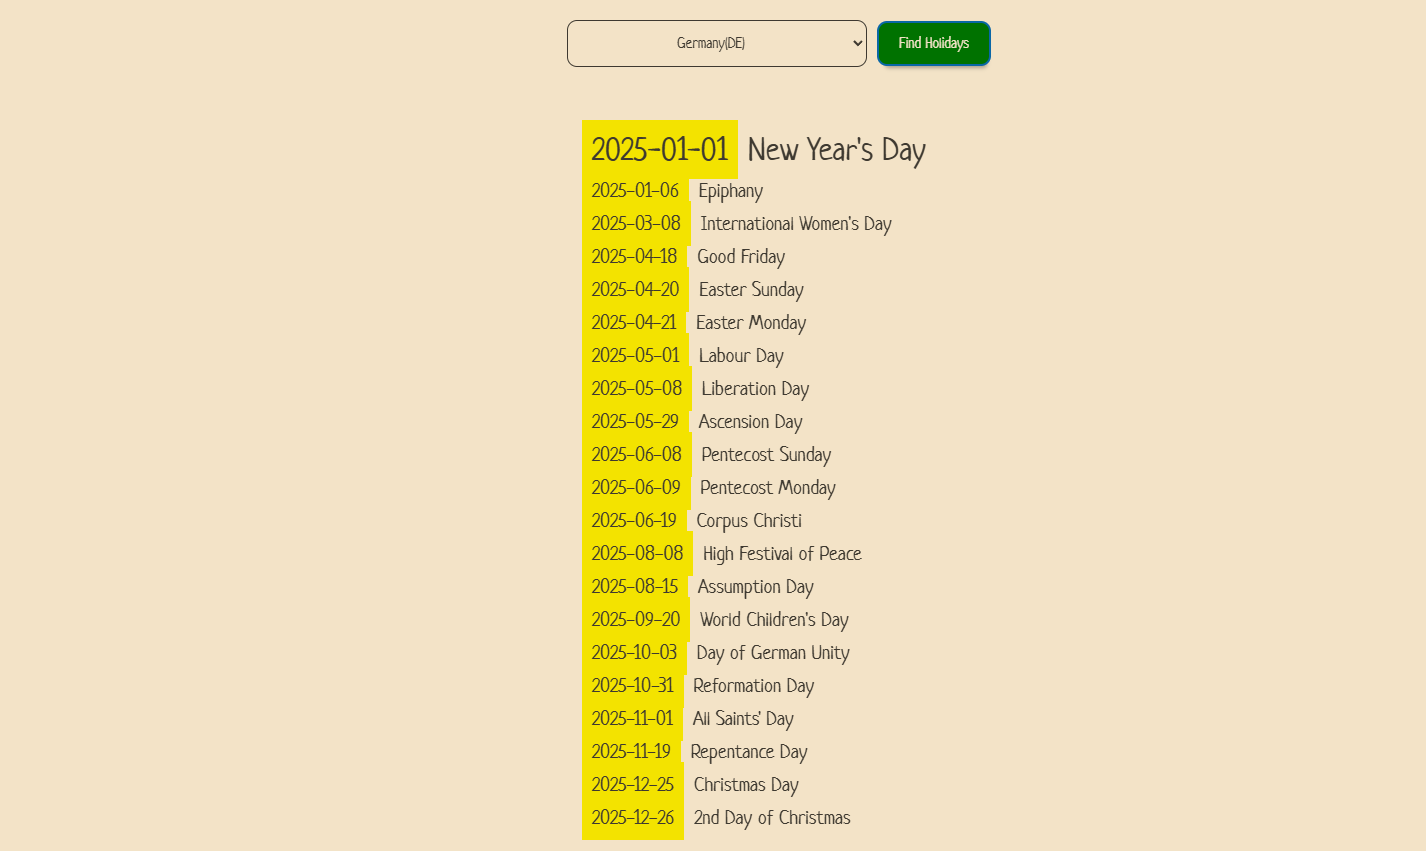 Germany(DE) Find Holidays
2025-01-01 New Year's Day
2025-01-06 Epiphany
2025-03-08 International Women's Day
2025-04-18 Good Friday
2025-04-20 Easter Sunday
2025-04-21 Easter Monday
2025-05-01 Labour Day
2025-05-08 Liberation Day
2025-05-29 Ascension Day
2025-06-08 Pentecost Sunday
2025-06-09 Pentecost Monday
2025-06-19 Corpus Christi
2025-08-08 High Festival of Peace
2025-08-15 Assumption Day
2025-09-20 World Children's Day
2025-10-03 Day of German Unity
2025-10-31 Reformation Day
2025-11-01 All Saints' Day
2025-11-19 Repentance Day
2025-12-25 Christmas Day
2025-12-26 2nd Day of Christmas